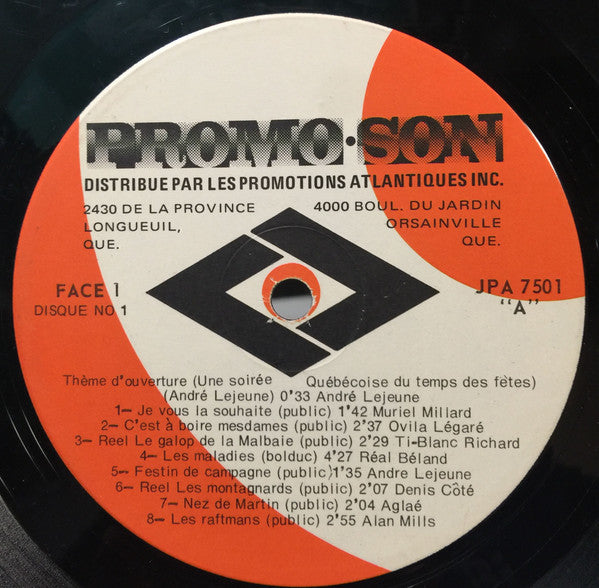 PROMO•SON
DISTRIBUE PAR LES PROMOTIONS ATLANTIQUES INC.
2430 DE LA PROVINCE
LONGUEUIL,
QUE.
4000 BOUL. DU JARDIN
ORSAINVILLE
QUE.
FACE 1
DISQUE NO 1
JPA 7501
"A"
Thème d'ouverture (Une soirée Québécoise du temps des fètes)
(André Lejeune) 0'33 André Lejeune
1– Je vous la souhaite (public) 1'42 Muriel Millard
2– C'est à boire mesdames (public) 2'37 Ovila Légaré
3– Reel Le galop de la Malbaie (public) 2'29 Ti-Blanc Richard
4– Les maladies (bolduc) 4'27 Réal Béland
5– Festin de campagne (public) 1'35 Andre Lejeune
6– Reel Les montagnards (public) 2'07 Denis Côté
7– Nez de Martin (public) 2'04 Aglaé
8– Les raftmans (public) 2'55 Alan Mills